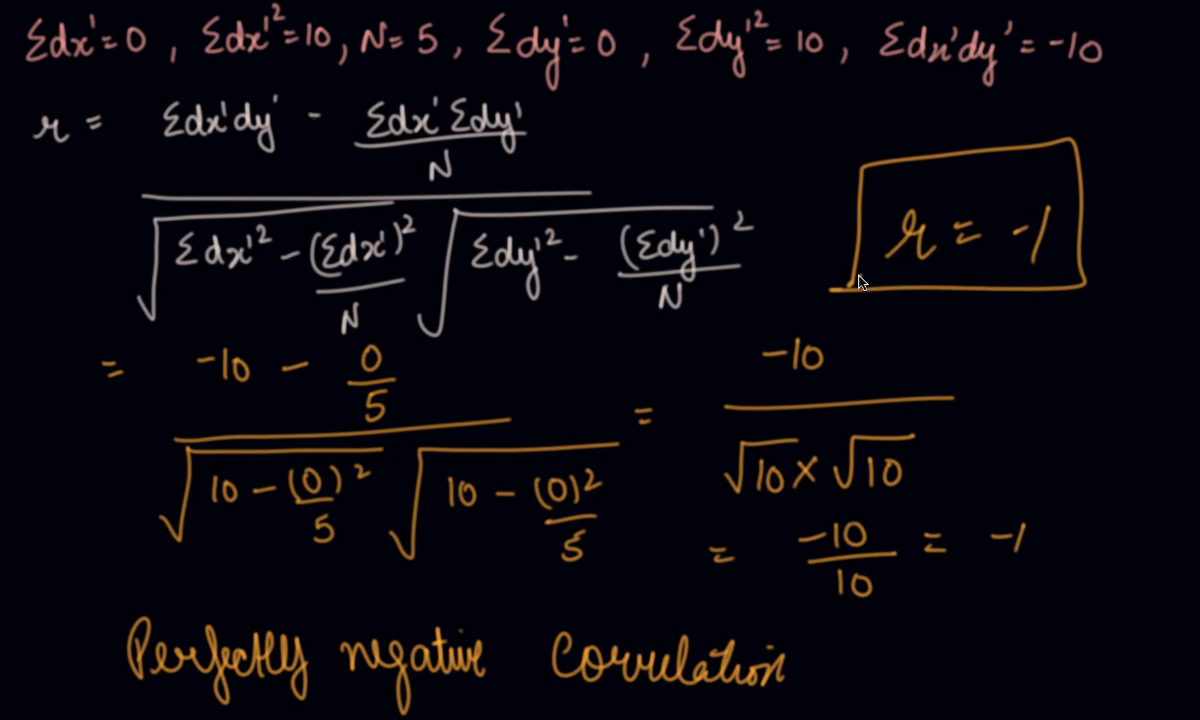 Σdx'=0, Σdx'²=10, N=5, Σdy'=0, Σdy'²=10, Σdx'dy'=-10
r = Σdx'dy' - Σdx'Σdy'/N
√Σdx'² - (Σdx')²/N √Σdy'² - (Σdy')²/N
r = -1
= -10 - 0/5
√10 - (0)²/5 √10 - (0)²/5
= -10
√10 × √10
= -10/10 = -1
Perfectly negative Correlation